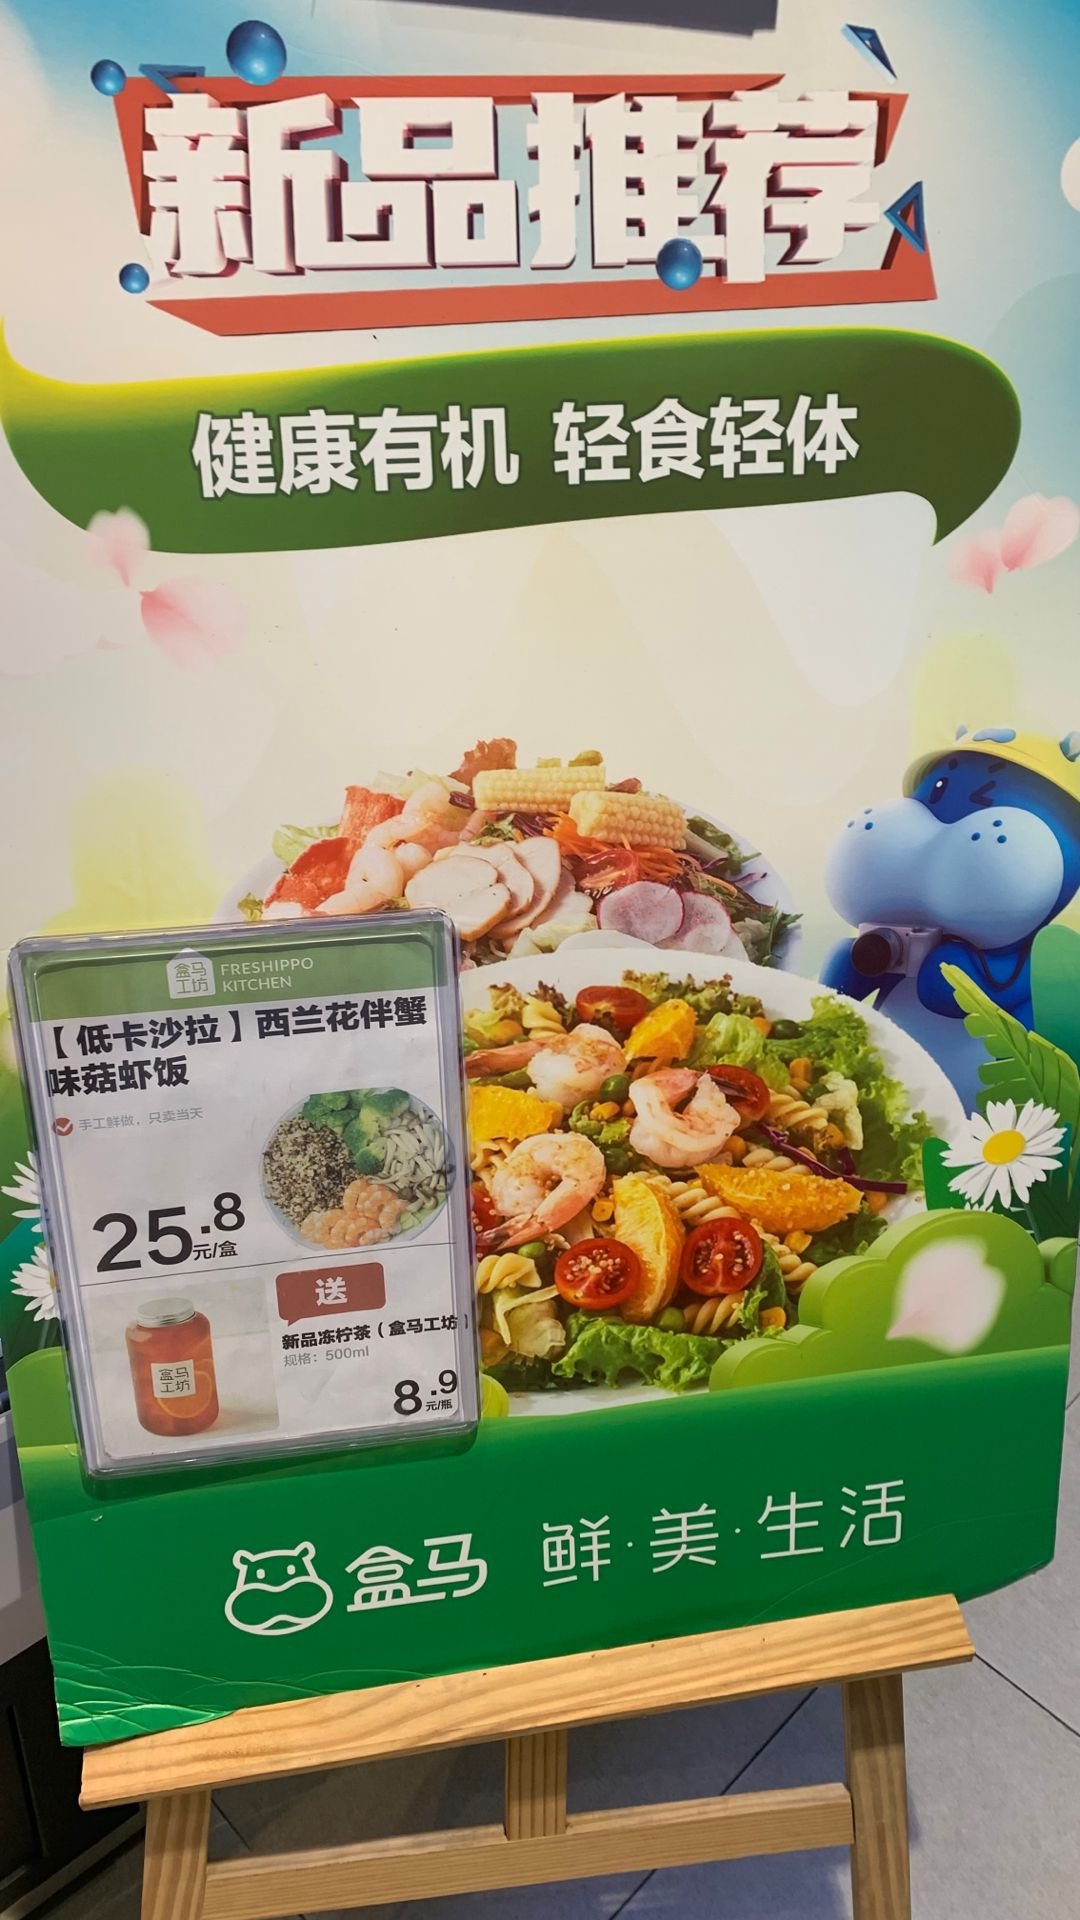 新品推荐
健康有机 轻食轻体
盒马
工坊
FRESHIPPO
KITCHEN
【低卡沙拉】西兰花伴蟹
味菇虾饭
手工鲜做，只卖当天
25.8
元/盒
送
新品冻柠茶（盒马工坊）
规格：500ml
8.9
元/瓶
盒马
工坊
盒马 鲜·美·生活